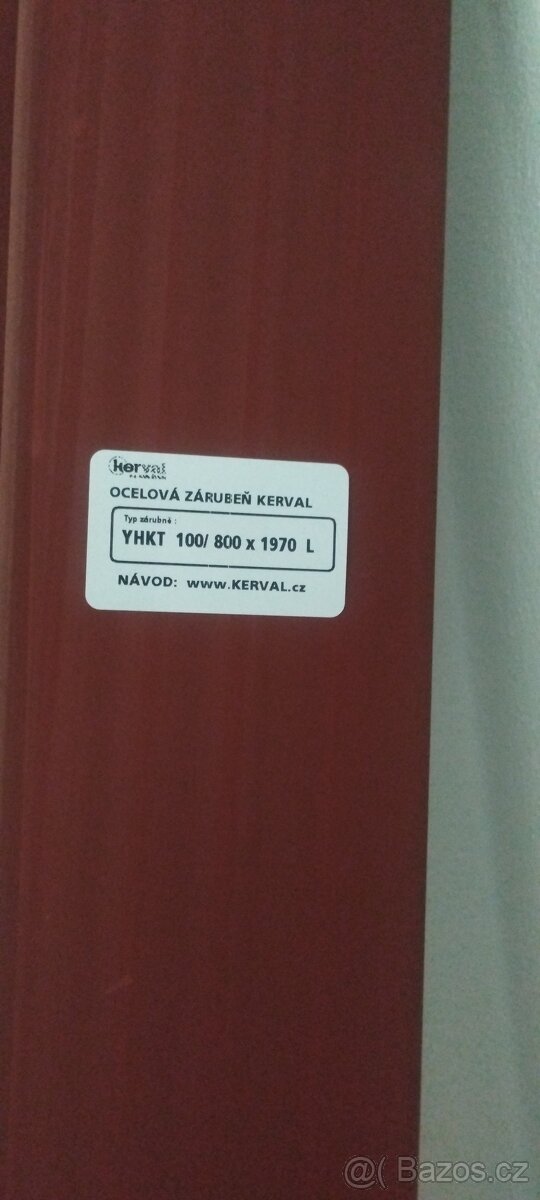 kerval
OCELOVÁ ZÁRUBEŇ KERVAL
Typ zárubně :
YHKT 100/ 800 x 1970 L
NÁVOD: www.KERVAL.cz
@( Bazos.cz